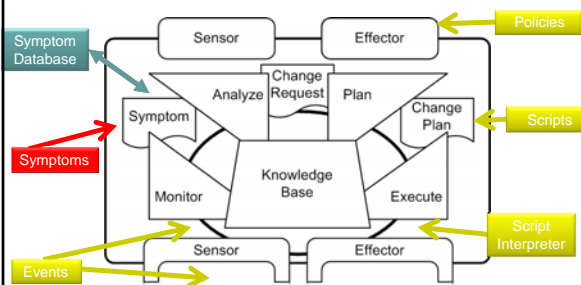 Policies
Sensor
Effector
Symptom
Database
Change
Request
Analyze
Plan
Symptom
Change
Plan
Scripts
Symptoms
Knowledge
Base
Monitor
Execute
Script
Interpreter
Sensor
Effector
Events